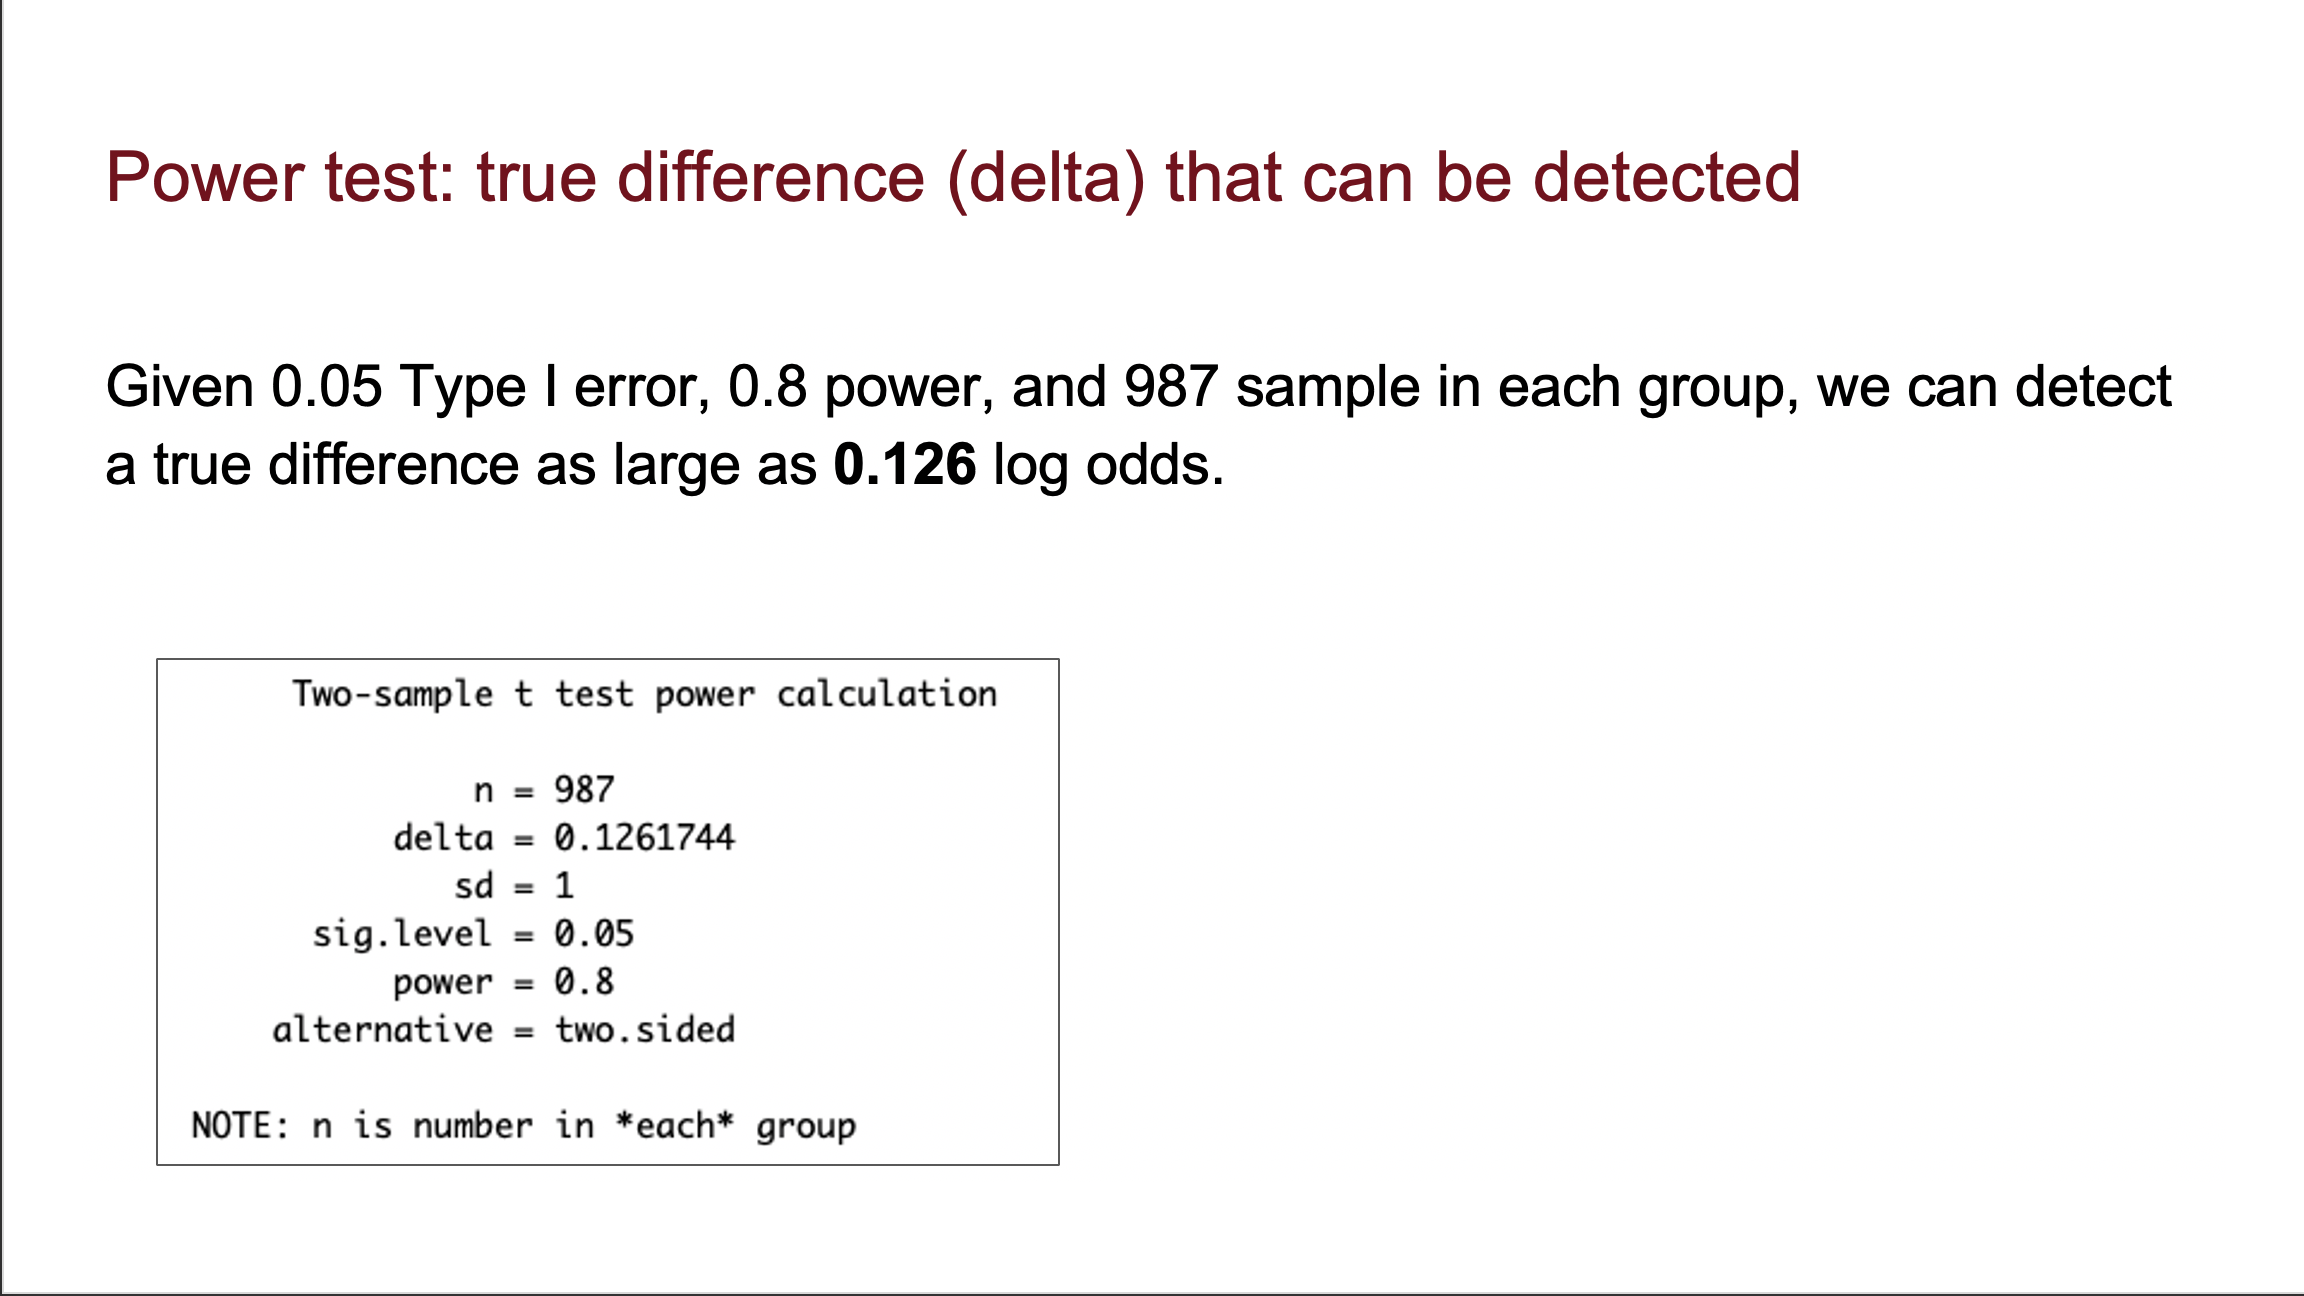 Power test: true difference (delta) that can be detected
Given 0.05 Type I error, 0.8 power, and 987 sample in each group, we can detect
a true difference as large as 0.126 log odds.
Two-sample t test power calculation
n = 987
delta = 0.1261744
sd = 1
sig.level = 0.05
power = 0.8
alternative = two.sided
NOTE: n is number in *each* group